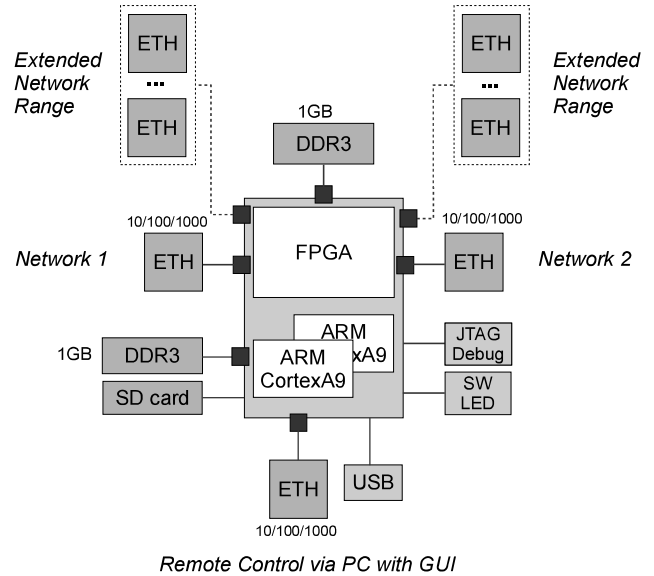 Extended
Network
Range
ETH
...
ETH
ETH
...
ETH
Extended
Network
Range
1GB
DDR3
10/100/1000
Network 1
ETH
FPGA
10/100/1000
ETH
Network 2
1GB
DDR3
ARM
xA9
ARM
CortexA9
JTAG
Debug
SD card
SW
LED
ETH
10/100/1000
USB
Remote Control via PC with GUI